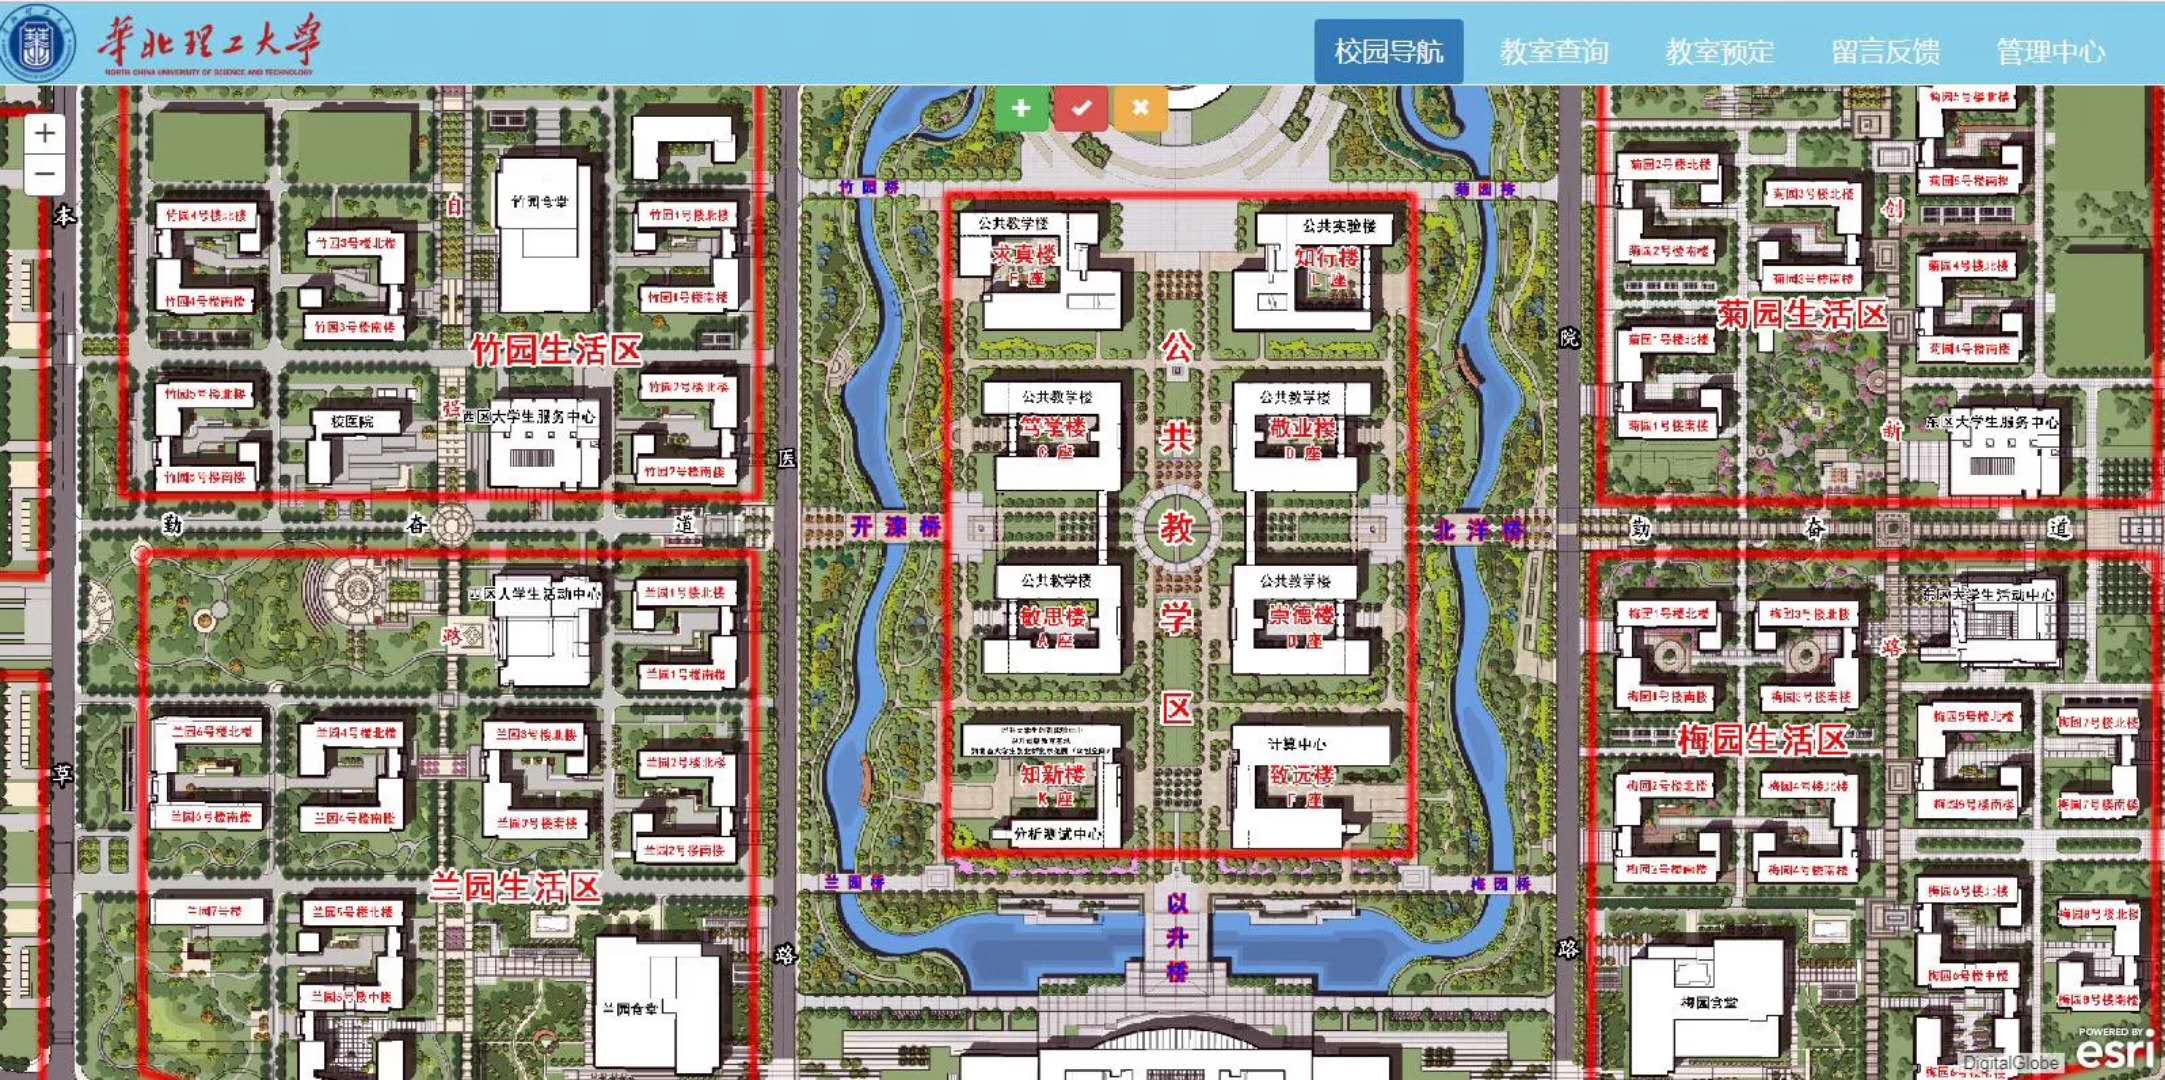 华北理工大学
NORTH CHINA UNIVERSITY OF SCIENCE AND TECHNOLOGY
校园导航
教室查询
教室预定
留言反馈
管理中心
+
−
本
草
竹园4号楼北楼
竹园4号楼南楼
竹园3号楼北楼
竹园3号楼南楼
自
强
路
竹园食堂
竹园1号楼北楼
竹园1号楼南楼
竹园生活区
竹园5号楼北楼
竹园5号楼南楼
校医院
西区大学生服务中心
竹园2号楼北楼
竹园2号楼南楼
勤
奋
道
医
路
西区大学生活动中心
兰园1号楼北楼
兰园1号楼南楼
兰园6号楼北楼
兰园6号楼南楼
兰园4号楼北楼
兰园4号楼南楼
兰园3号楼北楼
兰园3号楼南楼
兰园2号楼北楼
兰园2号楼南楼
兰园生活区
兰园7号楼
兰园5号楼北楼
兰园5号楼中楼
兰园食堂
竹园桥
菊园桥
开滦桥
北洋桥
兰园桥
梅园桥
以升桥
公共教学楼
求真楼
公共实验楼
知行楼
L 座
公共教学区
公共教学楼
笃学楼
C 座
公共教学楼
敬业楼
D 座
公共教学楼
敏思楼
A 座
公共教学楼
崇德楼
知新楼
K 座
分析测试中心
计算中心
致远楼
F 座
院
路
菊园5号楼北楼
菊园5号楼南楼
菊园2号楼北楼
菊园2号楼南楼
菊园3号楼北楼
菊园3号楼南楼
创
新
路
菊园4号楼北楼
菊园4号楼南楼
菊园生活区
菊园1号楼北楼
菊园1号楼南楼
东区大学生服务中心
勤
奋
道
东区大学生活动中心
梅园1号楼北楼
梅园1号楼南楼
梅园3号楼北楼
梅园3号楼南楼
梅园生活区
梅园5号楼北楼
梅园5号楼南楼
梅园7号楼北楼
梅园7号楼南楼
梅园2号楼北楼
梅园2号楼南楼
梅园4号楼北楼
梅园4号楼南楼
梅园6号楼北楼
梅园6号楼中楼
梅园8号楼北楼
梅园8号楼南楼
梅园食堂
DigitalGlobe
POWERED BY
esri